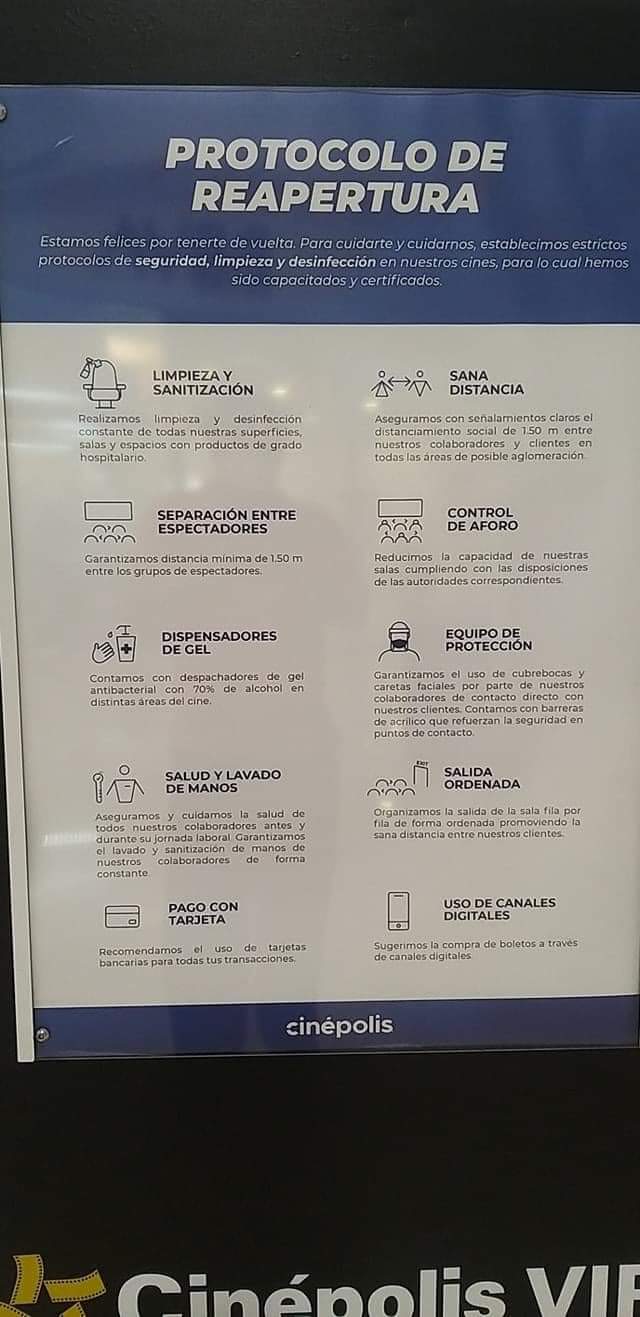 PROTOCOLO DE
REAPERTURA
Estamos felices por tenerte de vuelta. Para cuidarte y cuidarnos, establecimos estrictos
protocolos de seguridad, limpieza y desinfección en nuestros cines, para lo cual hemos
sido capacitados y certificados.
LIMPIEZA Y
SANITIZACIÓN
Realizamos limpieza y desinfección
constante de todas nuestras superficies,
salas y espacios con productos de grado
hospitalario.
SANA
DISTANCIA
Aseguramos con señalamientos claros el
distanciamiento social de 1.50 m entre
nuestros colaboradores y clientes en
todas las áreas de posible aglomeración.
SEPARACIÓN ENTRE
ESPECTADORES
Garantizamos distancia mínima de 1.50 m
entre los grupos de espectadores.
CONTROL
DE AFORO
Reducimos la capacidad de nuestras
salas cumpliendo con las disposiciones
de las autoridades correspondientes.
DISPENSADORES
DE GEL
Contamos con despachadores de gel
antibacterial con 70% de alcohol en
distintas áreas del cine.
EQUIPO DE
PROTECCIÓN
Garantizamos el uso de cubrebocas y
caretas faciales por parte de nuestros
colaboradores de contacto directo con
nuestros clientes. Contamos con barreras
de acrílico que refuerzan la seguridad en
puntos de contacto.
SALUD Y LAVADO
DE MANOS
Aseguramos y cuidamos la salud de
todos nuestros colaboradores antes y
durante su jornada laboral. Garantizamos
el lavado y sanitización de manos de
nuestros colaboradores de forma
constante.
EXIT
SALIDA
ORDENADA
Organizamos la salida de la sala fila por
fila de forma ordenada promoviendo la
sana distancia entre nuestros clientes.
PAGO CON
TARJETA
Recomendamos el uso de tarjetas
bancarias para todas tus transacciones.
USO DE CANALES
DIGITALES
Sugerimos la compra de boletos a través
de canales digitales.
cinépolis
Cinépolis VIP